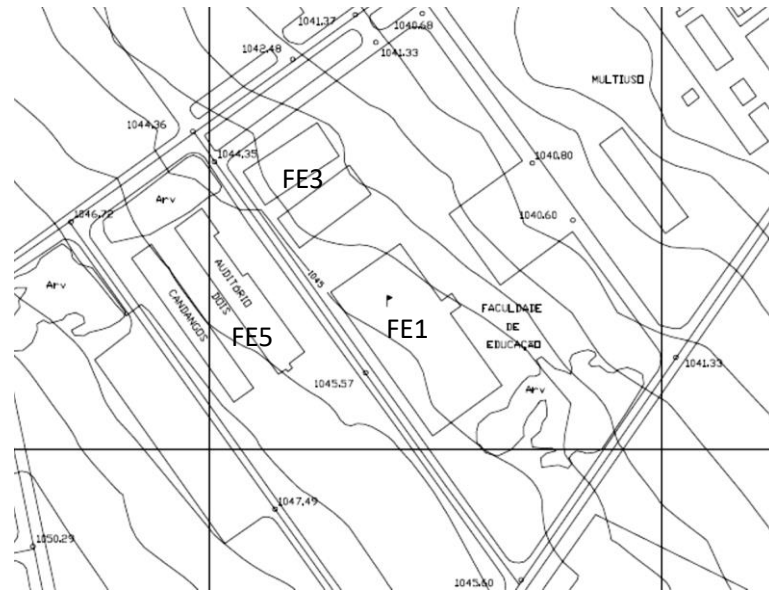 1041.37
1040.68
1042.48
1041.33
MULTIUSO
1044.36
1044.35
1040.80
FE3
Arv
1046.72
1040.60
1045
Arv
AUDITÓRIO
DOIS
CANDANGOS
FACULDADE
DE
EDUCAÇÃO
FE5
FE1
1041.33
1045.57
Arv
1047.49
1050.29
1045.60